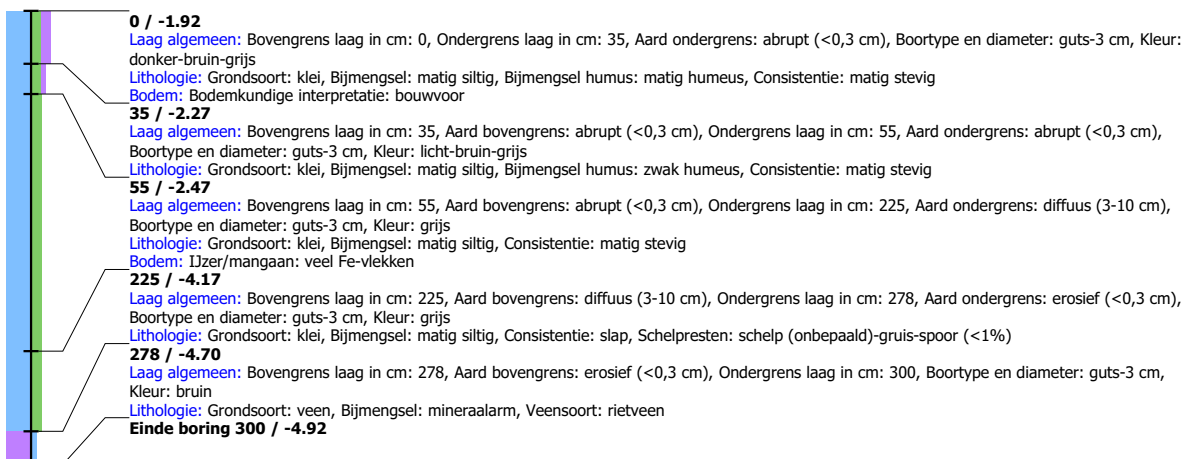 0 / -1.92
Laag algemeen: Bovengrens laag in cm: 0, Ondergrens laag in cm: 35, Aard ondergrens: abrupt (<0,3 cm), Boortype en diameter: guts-3 cm, Kleur:
donker-bruin-grijs
Lithologie: Grondsoort: klei, Bijmengsel: matig siltig, Bijmengsel humus: matig humeus, Consistentie: matig stevig
Bodem: Bodemkundige interpretatie: bouwvoor
35 / -2.27
Laag algemeen: Bovengrens laag in cm: 35, Aard bovengrens: abrupt (<0,3 cm), Ondergrens laag in cm: 55, Aard ondergrens: abrupt (<0,3 cm),
Boortype en diameter: guts-3 cm, Kleur: licht-bruin-grijs
Lithologie: Grondsoort: klei, Bijmengsel: matig siltig, Bijmengsel humus: zwak humeus, Consistentie: matig stevig
55 / -2.47
Laag algemeen: Bovengrens laag in cm: 55, Aard bovengrens: abrupt (<0,3 cm), Ondergrens laag in cm: 225, Aard ondergrens: diffuus (3-10 cm),
Boortype en diameter: guts-3 cm, Kleur: grijs
Lithologie: Grondsoort: klei, Bijmengsel: matig siltig, Consistentie: matig stevig
Bodem: IJzer/mangaan: veel Fe-vlekken
225 / -4.17
Laag algemeen: Bovengrens laag in cm: 225, Aard bovengrens: diffuus (3-10 cm), Ondergrens laag in cm: 278, Aard ondergrens: erosief (<0,3 cm),
Boortype en diameter: guts-3 cm, Kleur: grijs
Lithologie: Grondsoort: klei, Bijmengsel: matig siltig, Consistentie: slap, Schelpresten: schelp (onbepaald)-gruis-spoor (<1%)
278 / -4.70
Laag algemeen: Bovengrens laag in cm: 278, Aard bovengrens: erosief (<0,3 cm), Ondergrens laag in cm: 300, Boortype en diameter: guts-3 cm,
Kleur: bruin
Lithologie: Grondsoort: veen, Bijmengsel: mineraalarm, Veensoort: rietveen
Einde boring 300 / -4.92